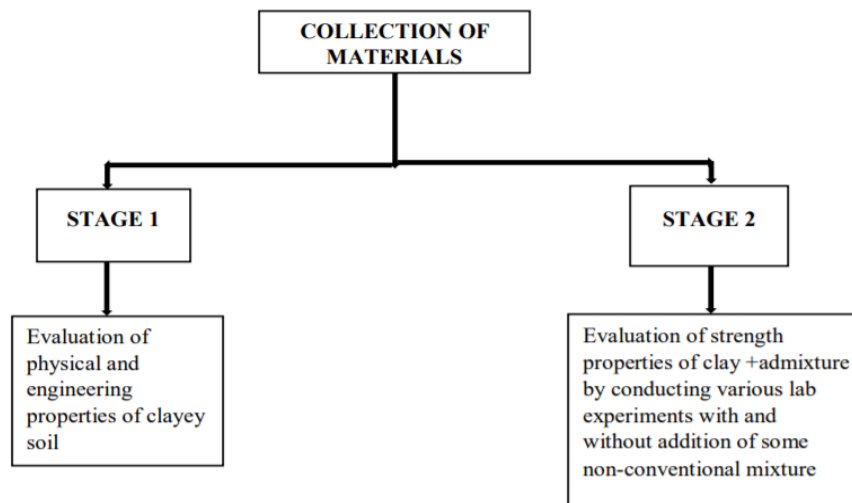 COLLECTION OF
MATERIALS
STAGE 1
STAGE 2
Evaluation of
physical and
engineering
properties of clayey
soil
Evaluation of strength
properties of clay +admixture
by conducting various lab
experiments with and
without addition of some
non-conventional mixture